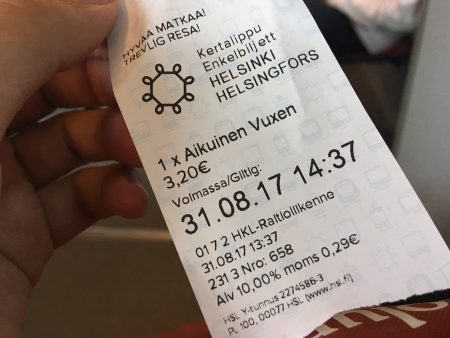 HYVÄÄ MATKAA!
TREVLIG RESA!
Kertalippu
Enkelbiljett
HELSINKI
HELSINGFORS
1 x Aikuinen Vuxen
3,20€
Voimassa/Giltig:
31.08.17 14:37
01 7 2 HKL-Raitioliikenne
31.08.17 13:37
231 3 Nro: 658
Alv 10,00% moms 0,29€
HSL Y-tunnus 2274586-3
PL 100, 00077 HSL (www.hsl.fi)